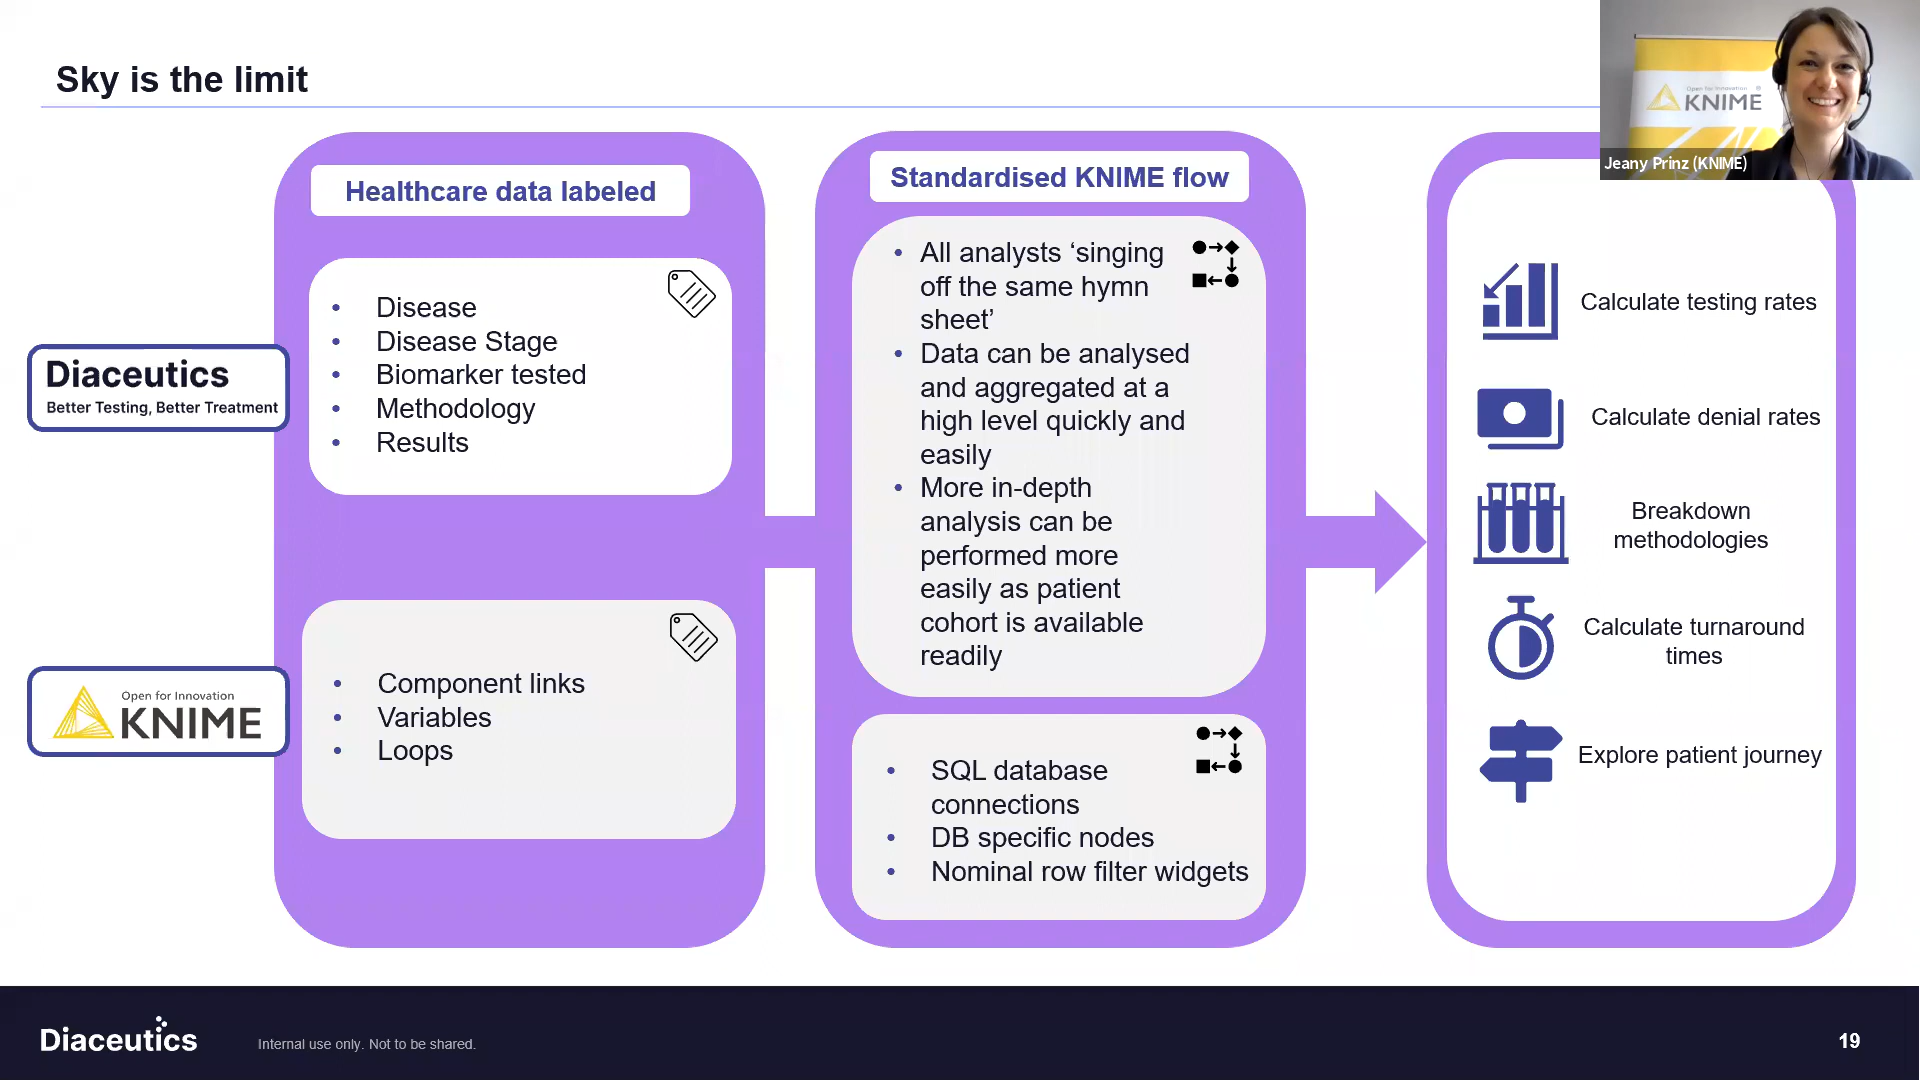 Sky is the limit
Open for Innovation
KNIME
Jeany Prinz (KNIME)
Healthcare data labeled
• Disease
• Disease Stage
• Biomarker tested
• Methodology
• Results
Diaceutics
Better Testing, Better Treatment
• Component links
• Variables
• Loops
Open for Innovation
KNIME
Standardised KNIME flow
• All analysts ‘singing
off the same hymn
sheet’
• Data can be analysed
and aggregated at a
high level quickly and
easily
• More in-depth
analysis can be
performed more
easily as patient
cohort is available
readily
• SQL database
connections
• DB specific nodes
• Nominal row filter widgets
Calculate testing rates
Calculate denial rates
Breakdown
methodologies
Calculate turnaround
times
Explore patient journey
Diaceutics
Internal use only. Not to be shared.
19